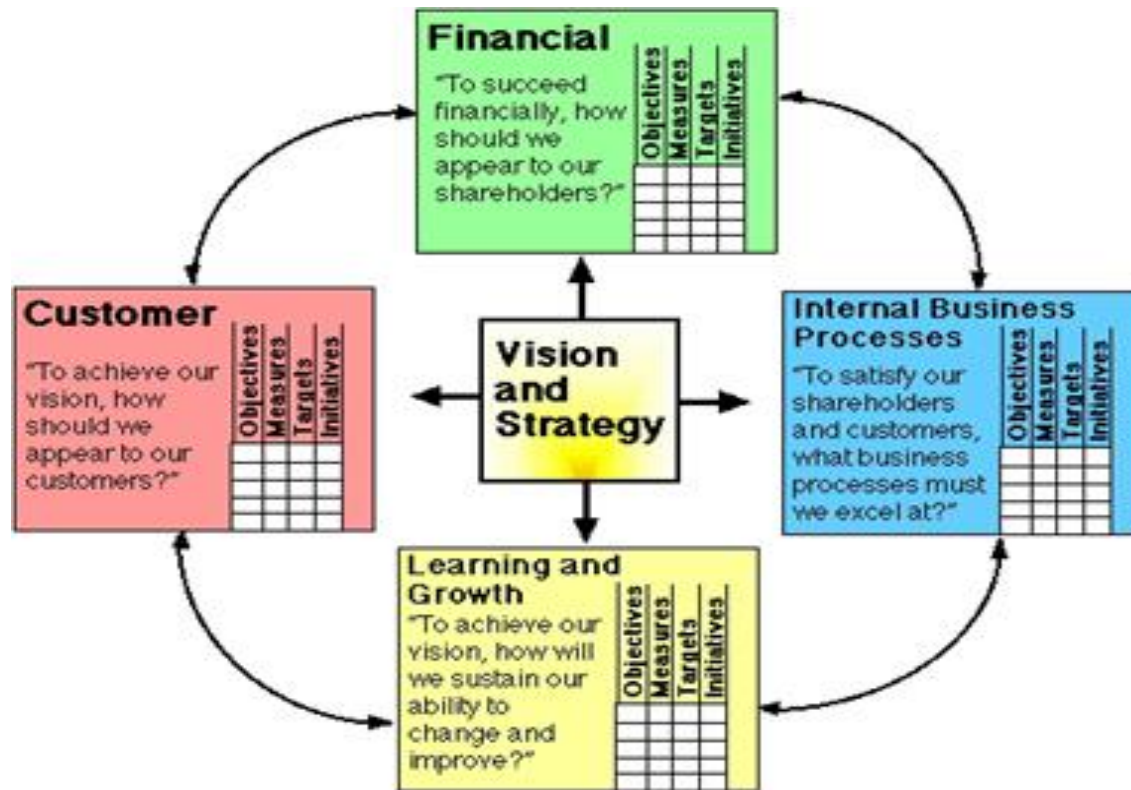 Financial
"To succeed
financially, how
should we
appear to our
shareholders?"
Objectives
Measures
Targets
Initiatives
Customer
"To achieve our
vision, how
should we
appear to our
customers?"
Objectives
Measures
Targets
Initiatives
Vision
and
Strategy
Internal Business
Processes
"To satisfy our
shareholders
and customers,
what business
processes must
we excel at?"
Objectives
Measures
Targets
Initiatives
Learning and
Growth
"To achieve our
vision, how will
we sustain our
ability to
change and
improve?"
Objectives
Measures
Targets
Initiatives